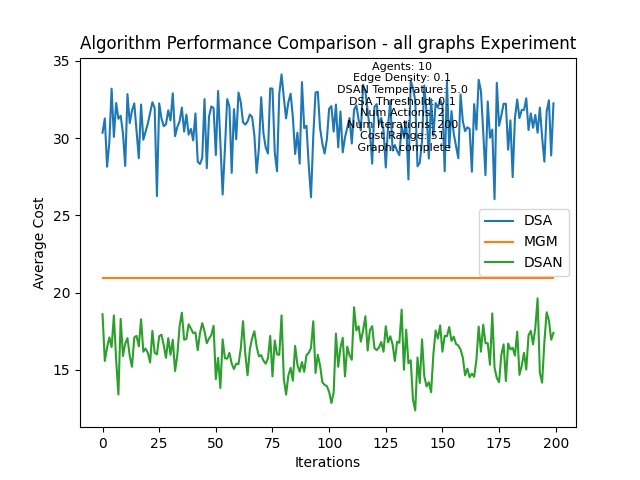 Algorithm Performance Comparison - all graphs Experiment
Agents: 10
Edge Density: 0.1
DSAN Temperature: 5.0
DSA Threshold: 0.1
Num Actions: 2
Num Iterations: 200
Cost Range: 51
Graph: complete
35
30
25
20
15
Average Cost
DSA
MGM
DSAN
0 25 50 75 100 125 150 175 200
Iterations